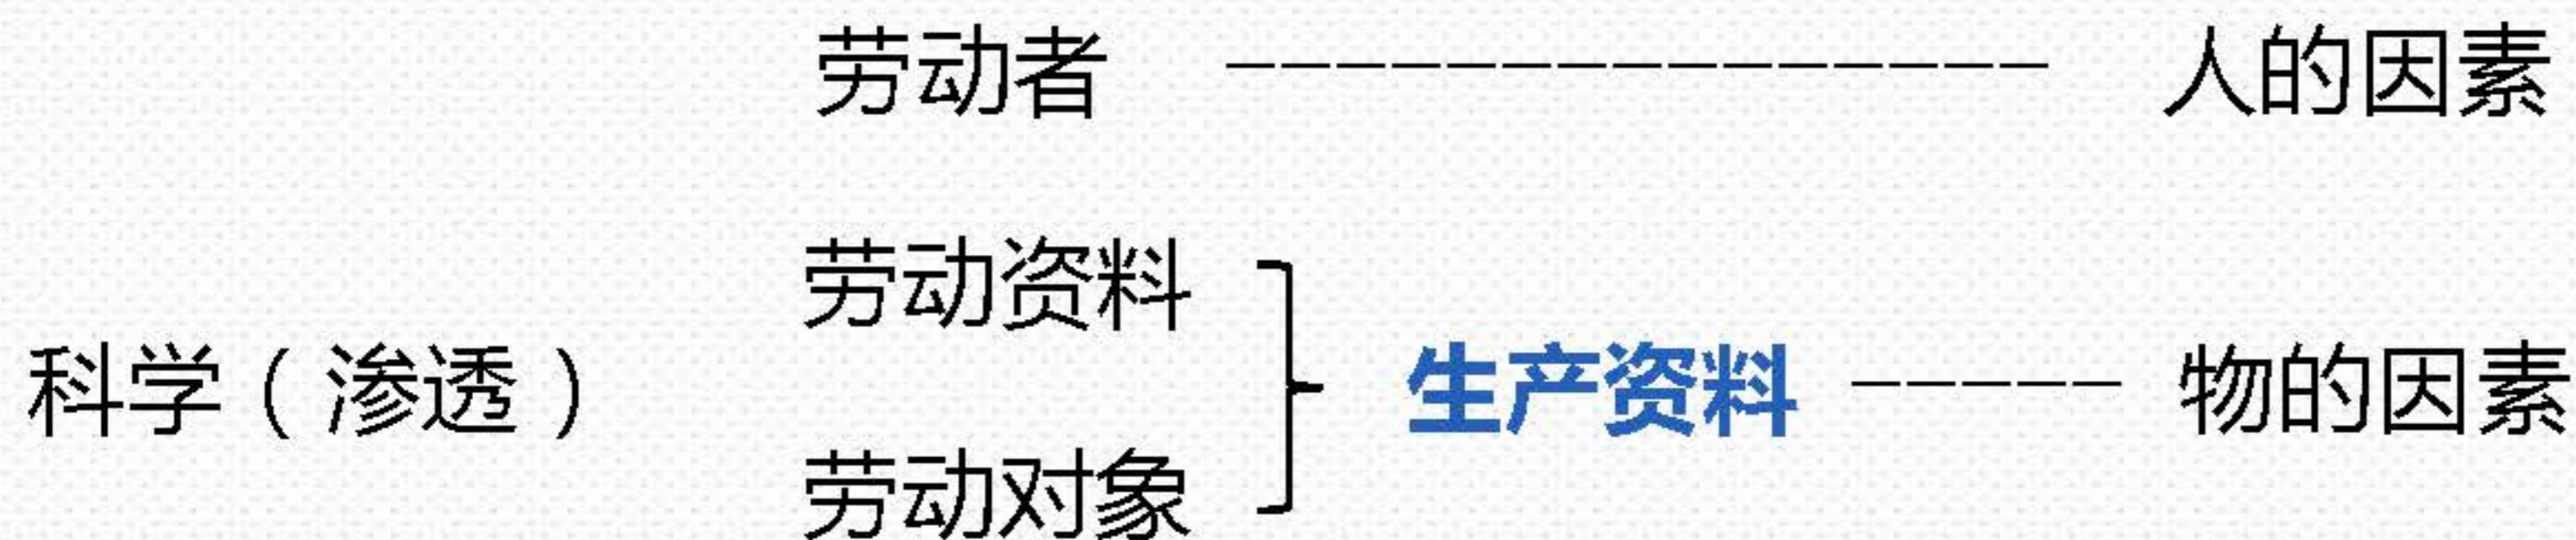 劳动者 ---------------- 人的因素
劳动资料
科学（渗透） 生产资料 ----- 物的因素
劳动对象